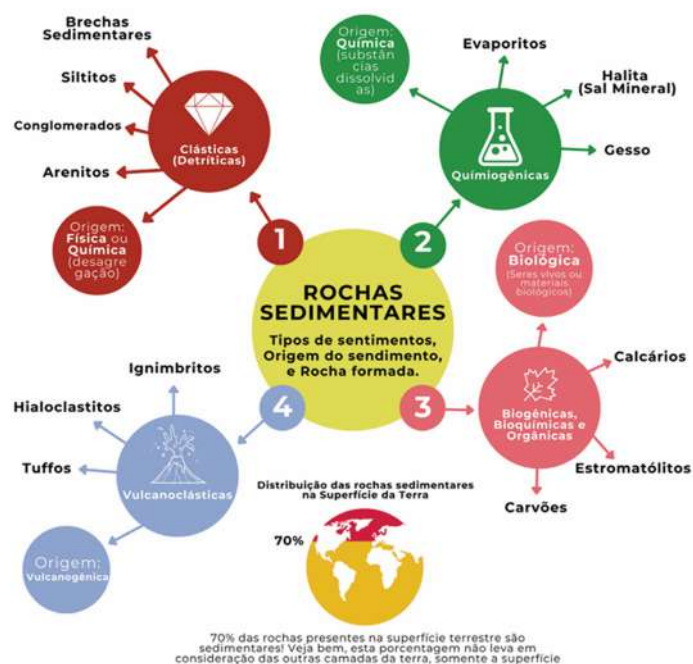 Brechas
Sedimentares
Siltitos
Conglomerados
Arenitos
Clásticas
(Detríticas)
Origem:
Física ou
Química
(desagre
gação)
1
Origem:
Química
(substân
cias
dissolvid
as)
Evaporitos
Halita
(Sal Mineral)
Gesso
Químiogênicas
2
ROCHAS
SEDIMENTARES
Tipos de sentimentos,
Origem do sendimento,
e Rocha formada.
Origem:
Biológica
(Seres vivos ou
materiais
biológicos)
Calcários
Estromatólitos
Carvões
Biogênicas,
Bioquímicas e
Orgânicas
3
4
Ignimbritos
Hialoclastitos
Tuffos
Vulcanoclásticas
Origem:
Vulcanogênica
Distribuição das rochas sedimentares
na Superfície da Terra
70%
70% das rochas presentes na superfície terrestre são
sedimentares! Veja bem, esta porcentagem não leva em
consideração das outras camadas da terra, somente a superfície